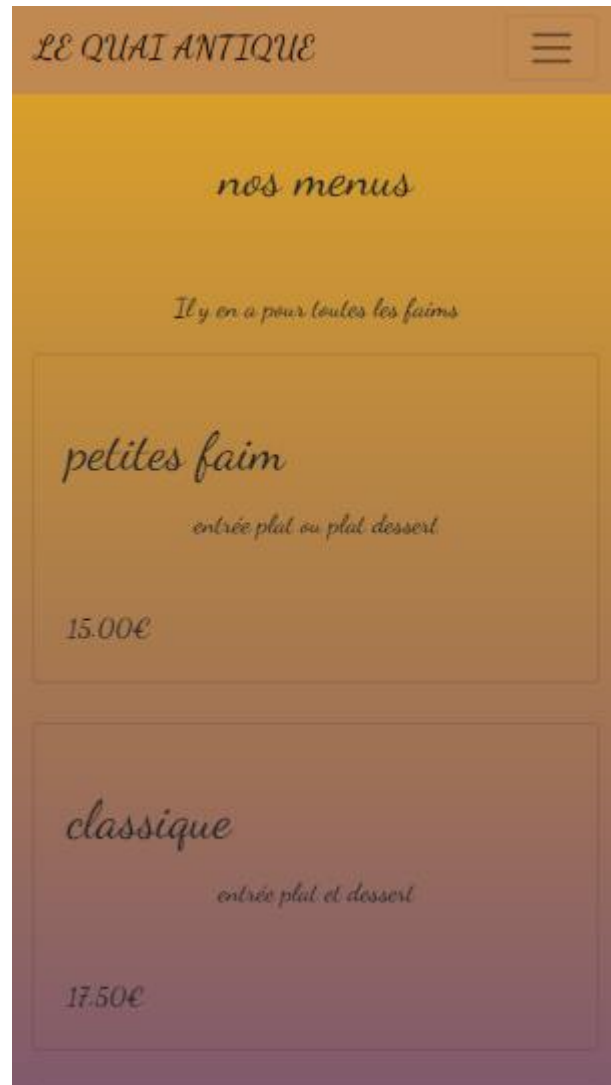 LE QUAI ANTIQUE
nos menus
Il y en a pour toutes les faims
petites faim
entrée plat ou plat dessert
15.00€
classique
entrée plat et dessert
17.50€